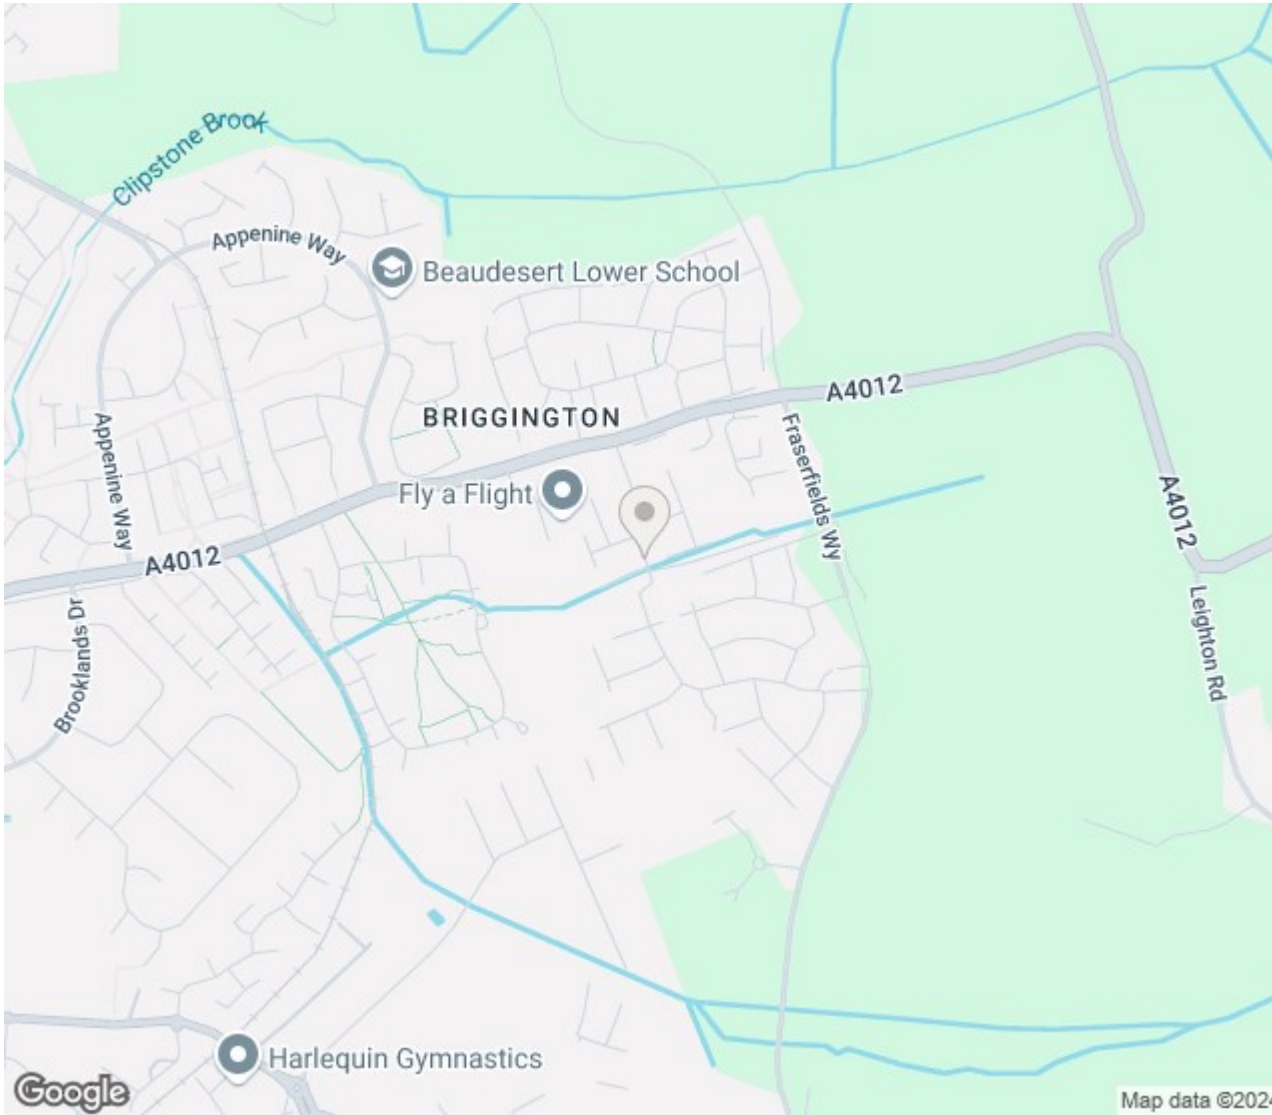 Clipstone Brook
Appenine Way
Beaudesert Lower School
A4012
BRIGGINGTON
Appenine Way
Fraserfields Wy
Fly a Flight
A4012
A4012
Brooklands Dr
Leighton Rd
Harlequin Gymnastics
Google
Map data ©2024